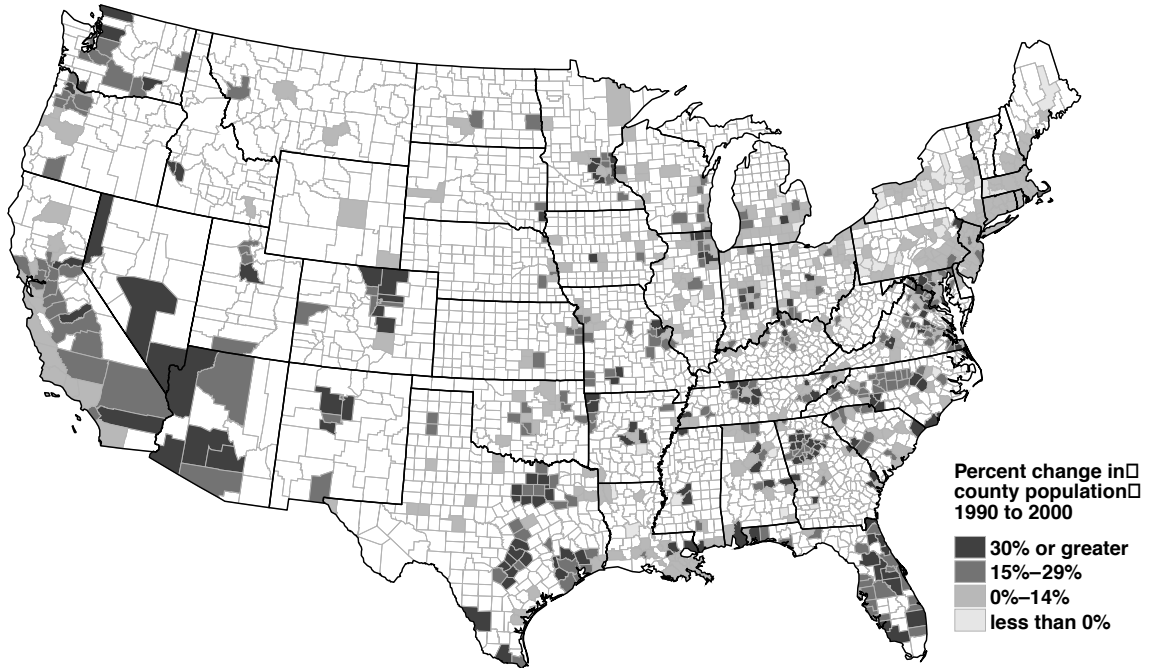 Percent change in□
county population□
1990 to 2000
30% or greater
15%–29%
0%–14%
less than 0%